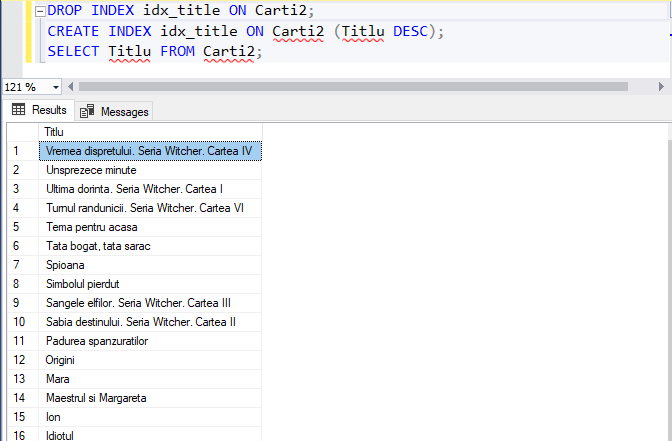 DROP INDEX idx_title ON Carti2;
CREATE INDEX idx_title ON Carti2 (Titlu DESC);
SELECT Titlu FROM Carti2;
121 %
Results Messages
Titlu
1 Vremea dispretului. Seria Witcher. Cartea IV
2 Unsprezece minute
3 Ultima dorinta. Seria Witcher. Cartea I
4 Turnul randunicii. Seria Witcher. Cartea VI
5 Tema pentru acasa
6 Tata bogat, tata sarac
7 Spioana
8 Simbolul pierdut
9 Sangele elfilor. Seria Witcher. Cartea III
10 Sabia destinului. Seria Witcher. Cartea II
11 Padurea spanzuratilor
12 Origini
13 Mara
14 Maestrul si Margareta
15 Ion
16 Idiotul